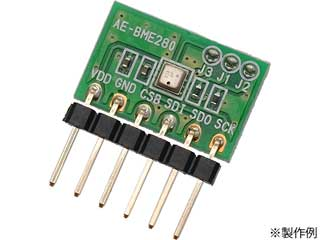 AE-BME280
J3 J1 J2
VDD GND CSB SDI SDO SCK
※製作例